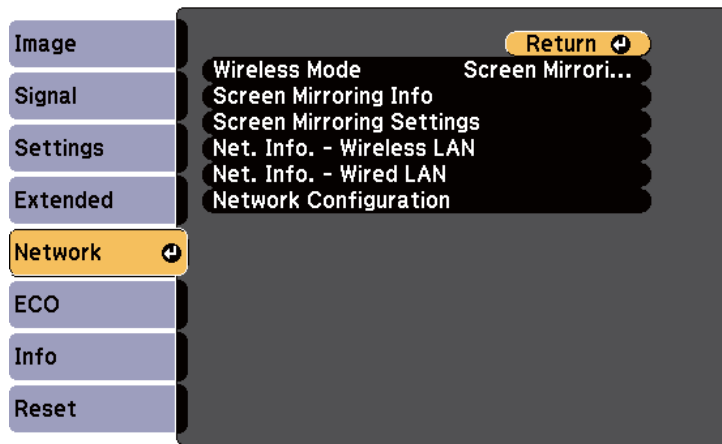 Image
Signal
Settings
Extended
Network
ECO
Info
Reset
Return
Wireless Mode Screen Mirrori...
Screen Mirroring Info
Screen Mirroring Settings
Net. Info. - Wireless LAN
Net. Info. - Wired LAN
Network Configuration